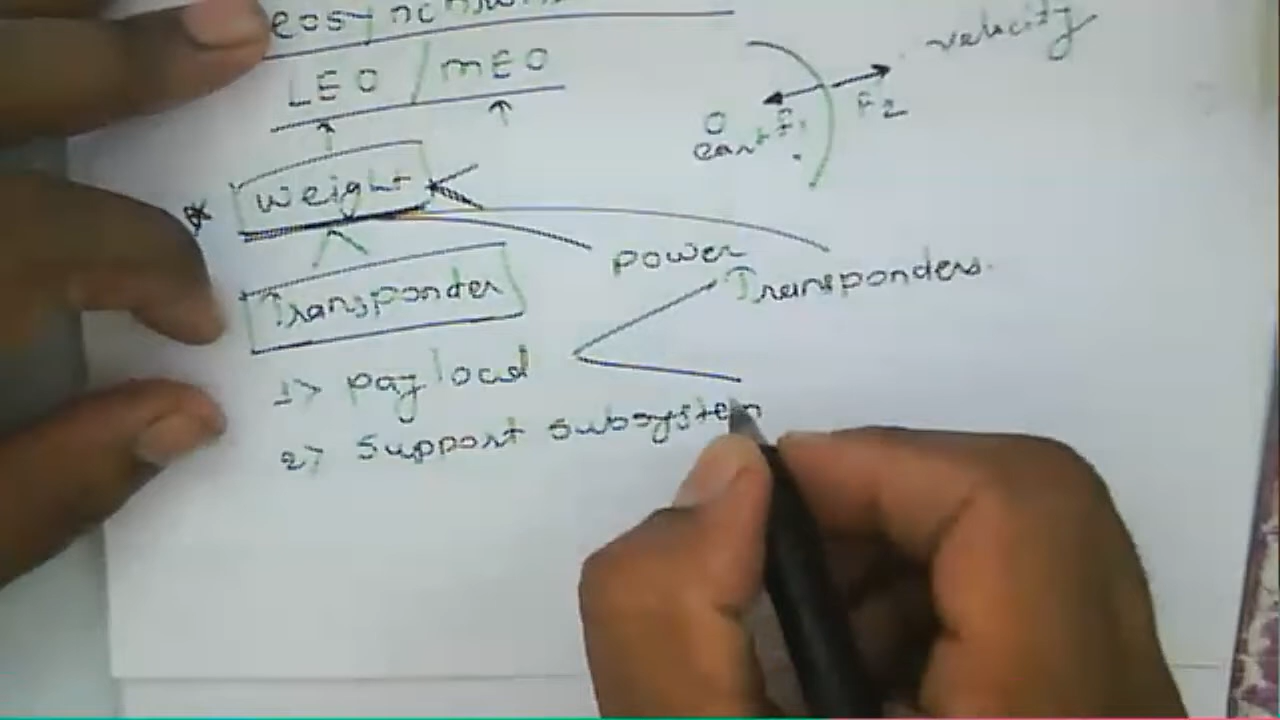 LEO / MEO
velocity
F1 F2
earth
Weight
power
Transponder
Transponders.
1> payload
2> Support subsystem